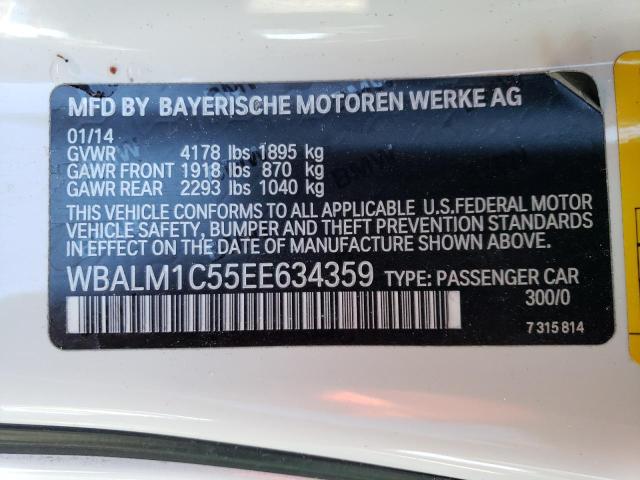 MFD BY BAYERISCHE MOTOREN WERKE AG
01/14
GVWR 4178 lbs 1895 kg
GAWR FRONT 1918 lbs 870 kg
GAWR REAR 2293 lbs 1040 kg
THIS VEHICLE CONFORMS TO ALL APPLICABLE U.S.FEDERAL MOTOR
VEHICLE SAFETY, BUMPER AND THEFT PREVENTION STANDARDS
IN EFFECT ON THE DATE OF MANUFACTURE SHOWN ABOVE.
WBALM1C55EE634359 TYPE: PASSENGER CAR
300/0
7 315 814